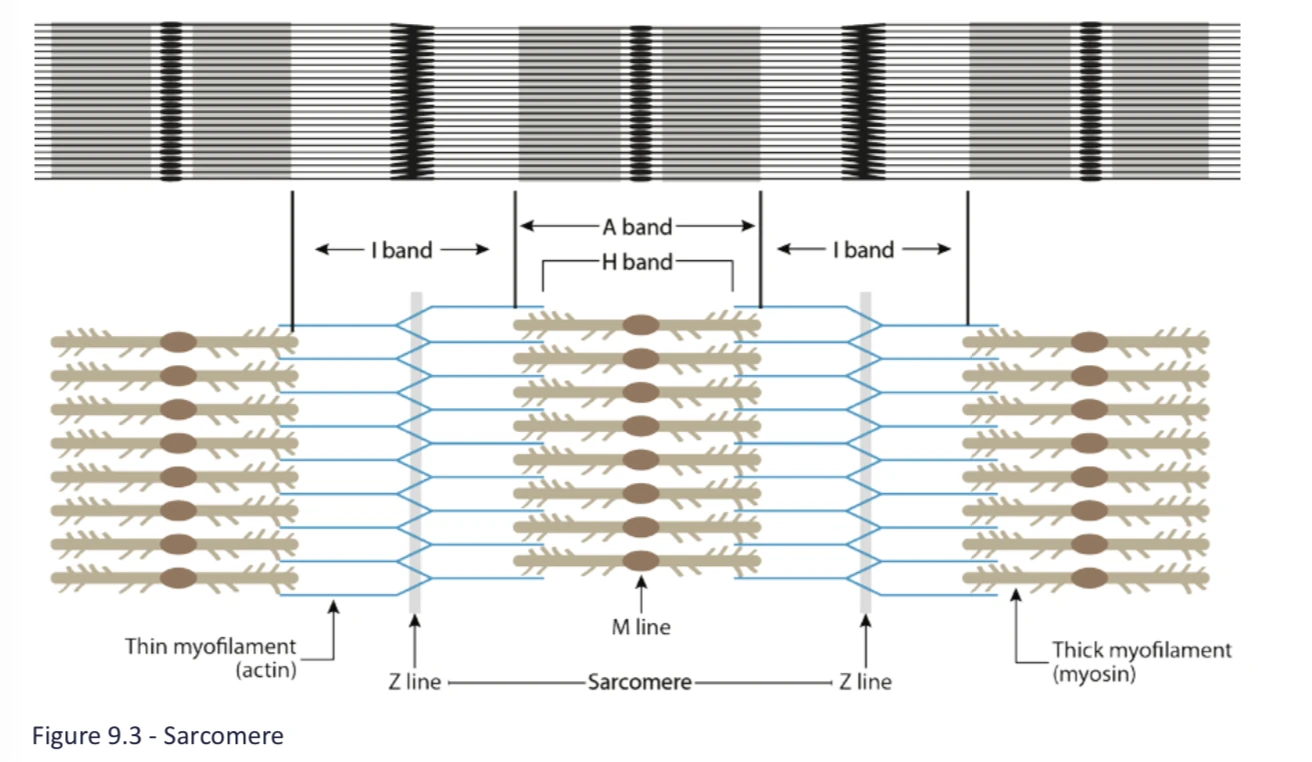 A band
I band
I band
H band
M line
Thin myofilament
(actin)
Thick myofilament
(myosin)
Z line
Sarcomere
Z line
Figure 9.3 - Sarcomere